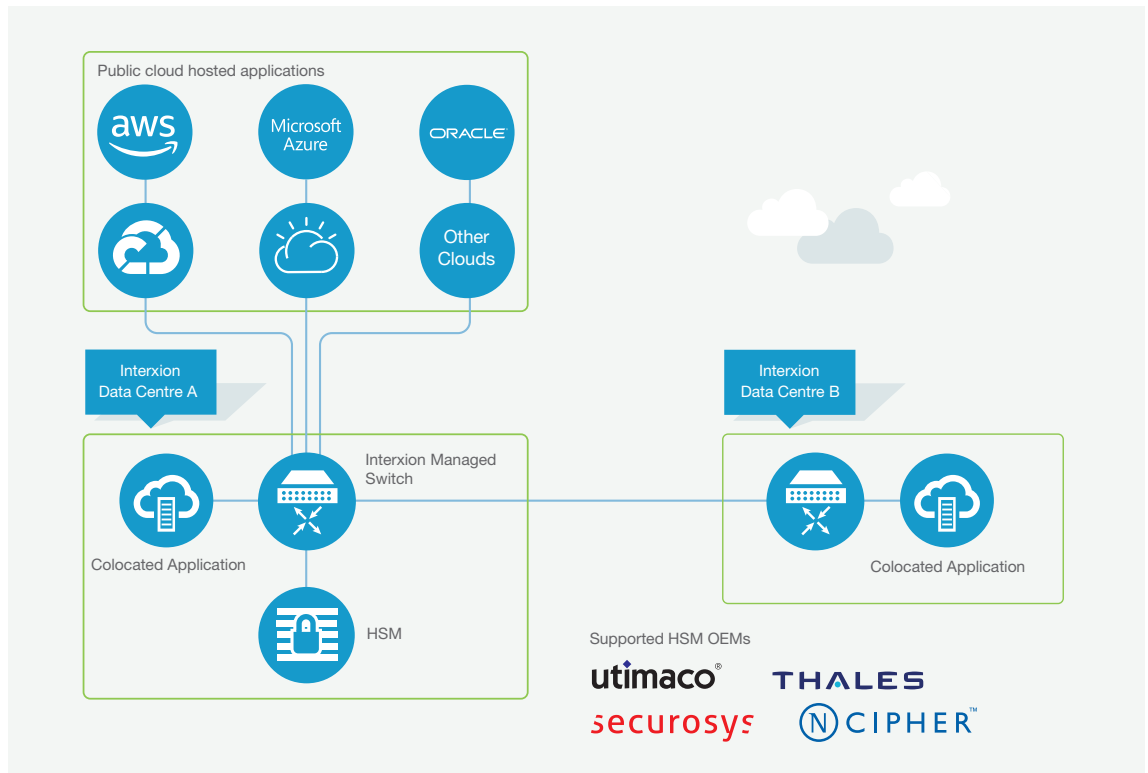 Public cloud hosted applications
aws
Microsoft
Azure
ORACLE
Other
Clouds
Interxion
Data Centre A
Interxion
Data Centre B
Interxion Managed
Switch
Colocated Application
Colocated Application
HSM
Supported HSM OEMs
utimaco®
THALES
securosys
N CIPHER™